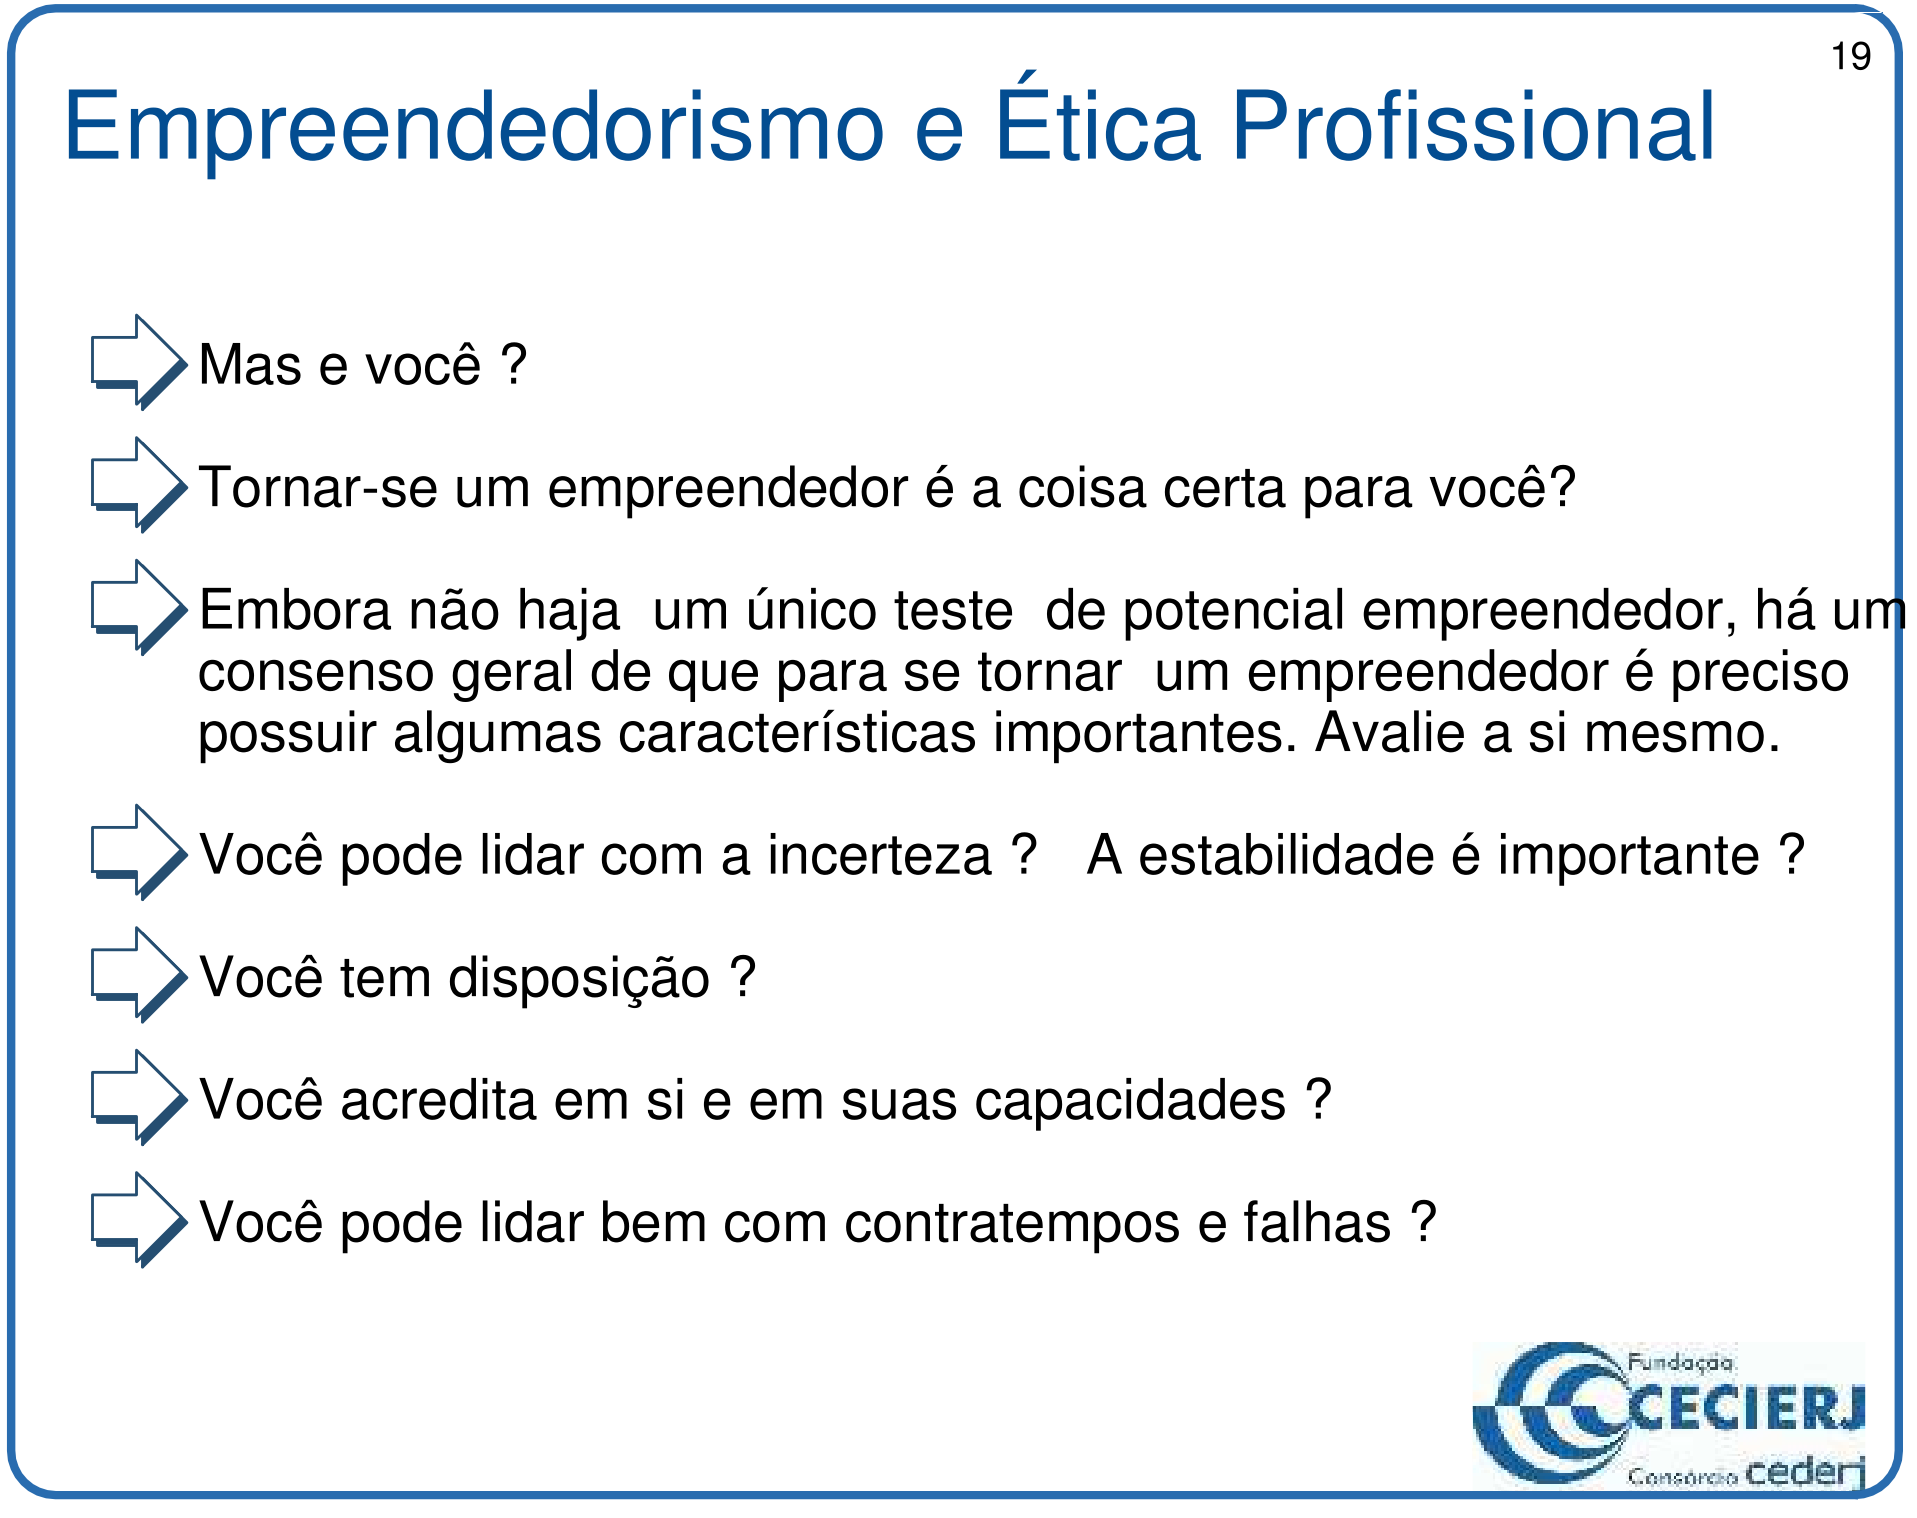 19
Empreendedorismo e Ética Profissional
Mas e você ?
Tornar-se um empreendedor é a coisa certa para você?
Embora não haja  um único teste  de potencial empreendedor, há um
consenso geral de que para se tornar  um empreendedor é preciso
possuir algumas características importantes. Avalie a si mesmo.
Você pode lidar com a incerteza ?   A estabilidade é importante ?
Você tem disposição ?
Você acredita em si e em suas capacidades ?
Você pode lidar bem com contratempos e falhas ?
Fundação
CECIERJ
Consórcio cederj